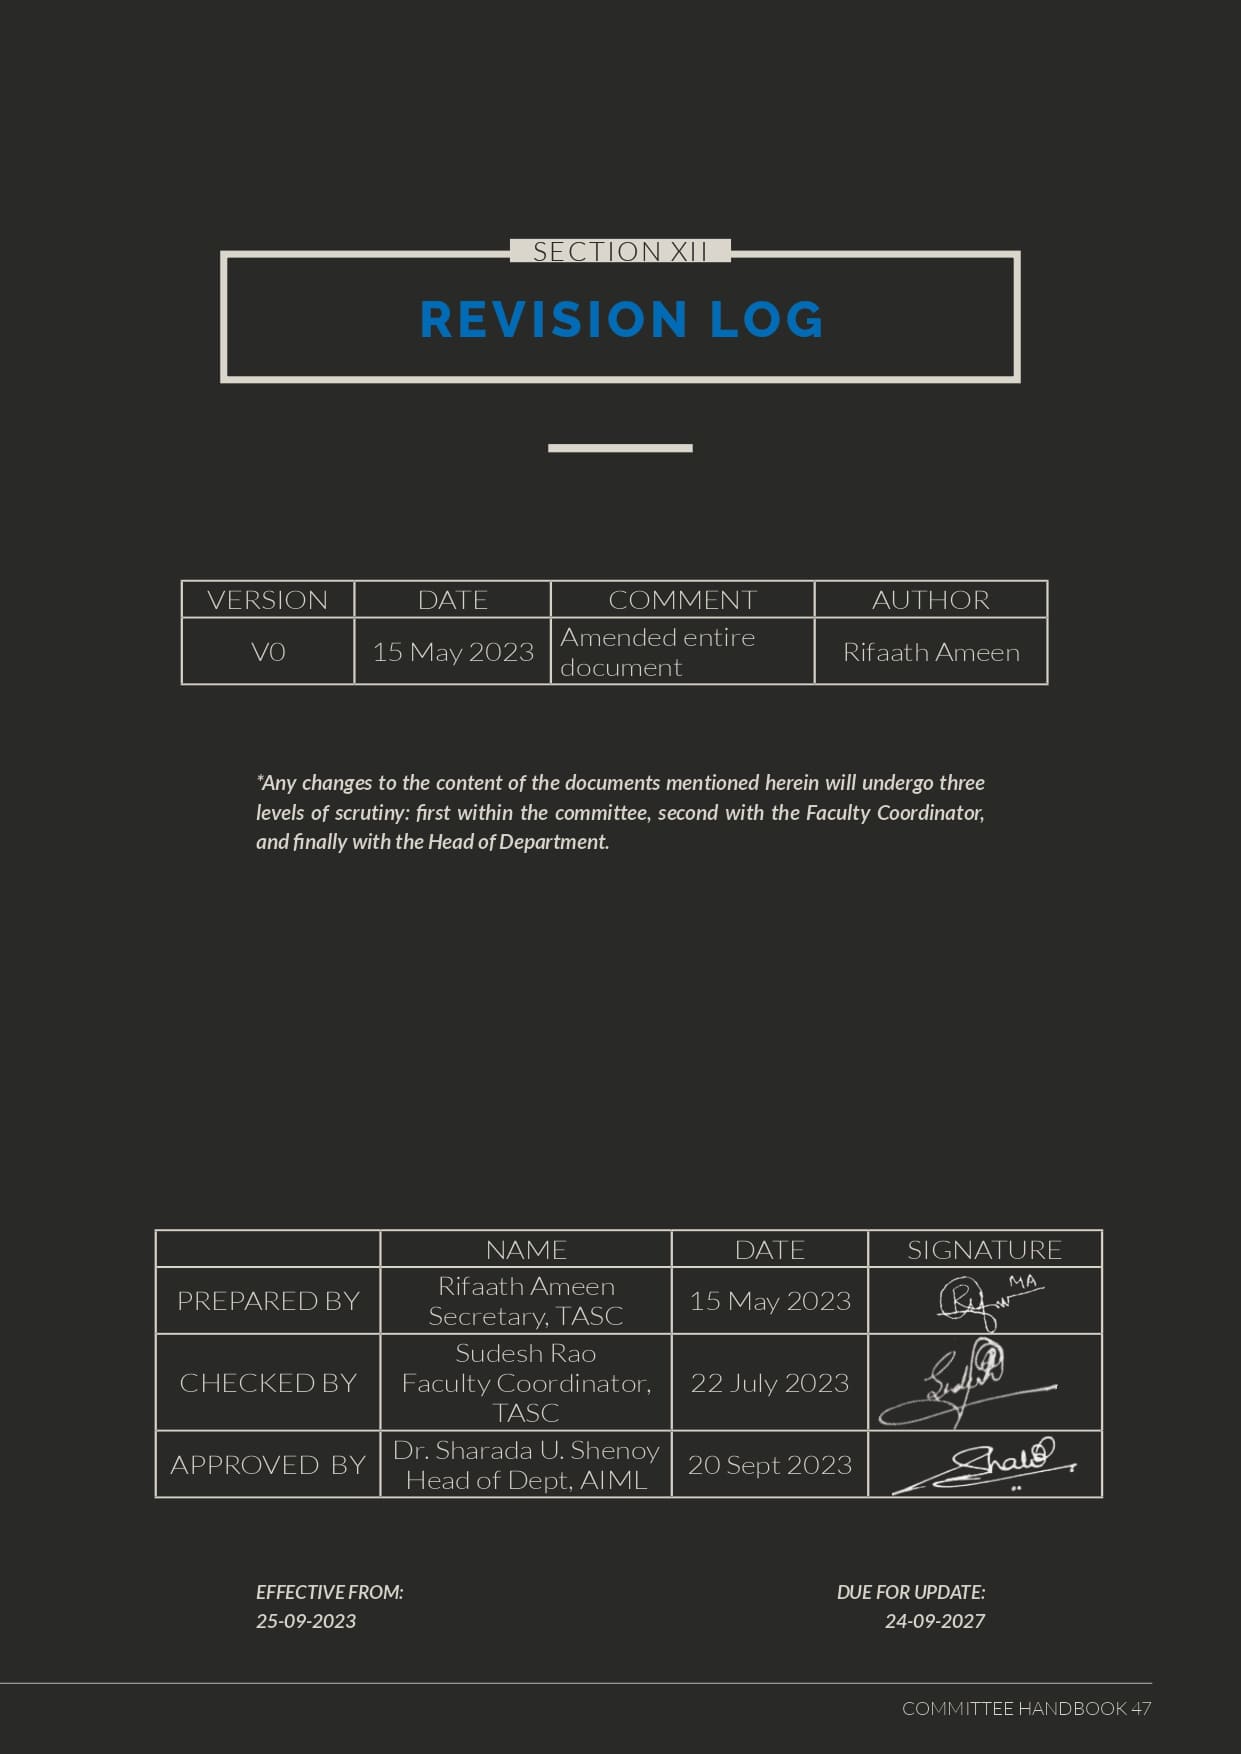 SECTION XII
REVISION LOG
VERSION DATE COMMENT AUTHOR
V0 15 May 2023 Amended entire document Rifaath Ameen
*Any changes to the content of the documents mentioned herein will undergo three
levels of scrutiny: first within the committee, second with the Faculty Coordinator,
and finally with the Head of Department.
NAME DATE SIGNATURE
PREPARED BY Rifaath Ameen Secretary, TASC 15 May 2023 MA
CHECKED BY Sudesh Rao Faculty Coordinator, TASC 22 July 2023
APPROVED BY Dr. Sharada U. Shenoy Head of Dept, AIML 20 Sept 2023
EFFECTIVE FROM: DUE FOR UPDATE:
25-09-2023 24-09-2027
COMMITTEE HANDBOOK 47